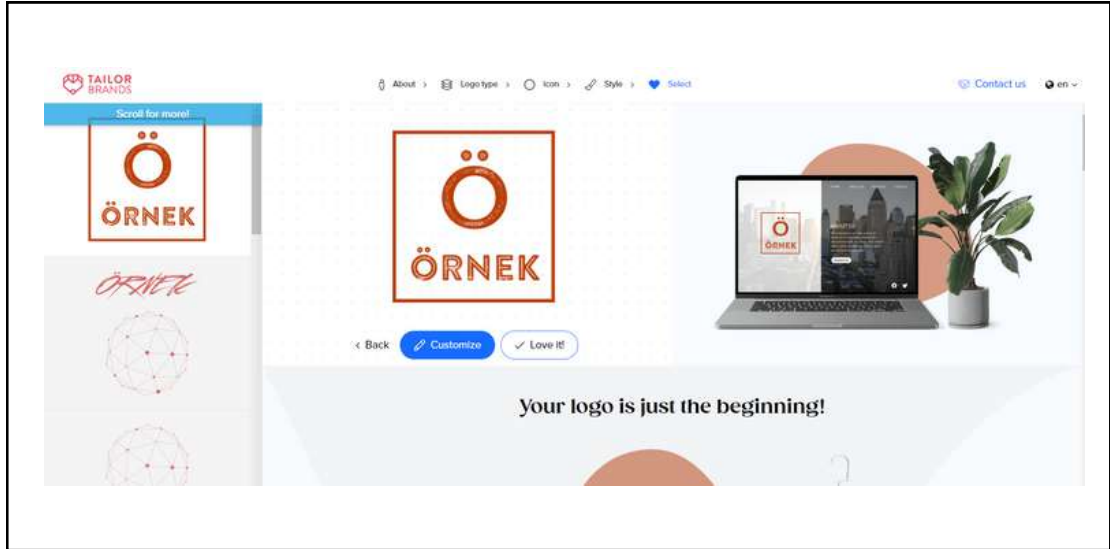 TAILOR
BRANDS
About > Logo type > Icon > Style > Select
Contact us
en
Scroll for more!
Ö
ÖRNEK
ÖRNEK
Ö
ÖRNEK
< Back
Customize
Love it!
Ö
ÖRNEK
Your logo is just the beginning!